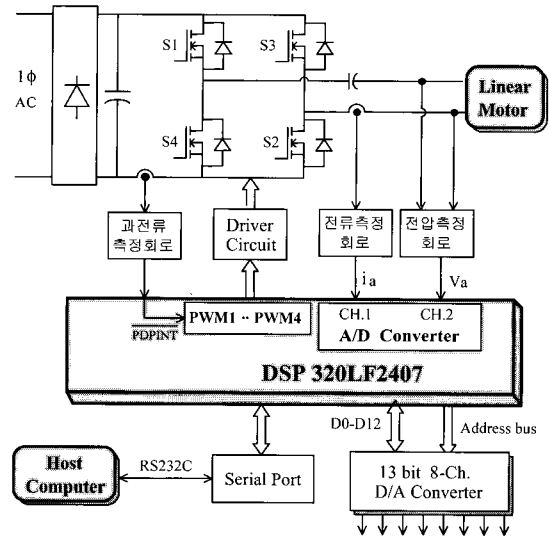 1ϕ
AC
S1
S3
S4
S2
Linear
Motor
과전류
측정회로
Driver
Circuit
전류측정
회로
전압측정
회로
ia
Va
PDPINT
PWM1 ·· PWM4
CH.1 CH.2
A/D Converter
DSP 320LF2407
D0-D12
Address bus
Host
Computer
RS232C
Serial Port
13 bit 8-Ch.
D/A Converter